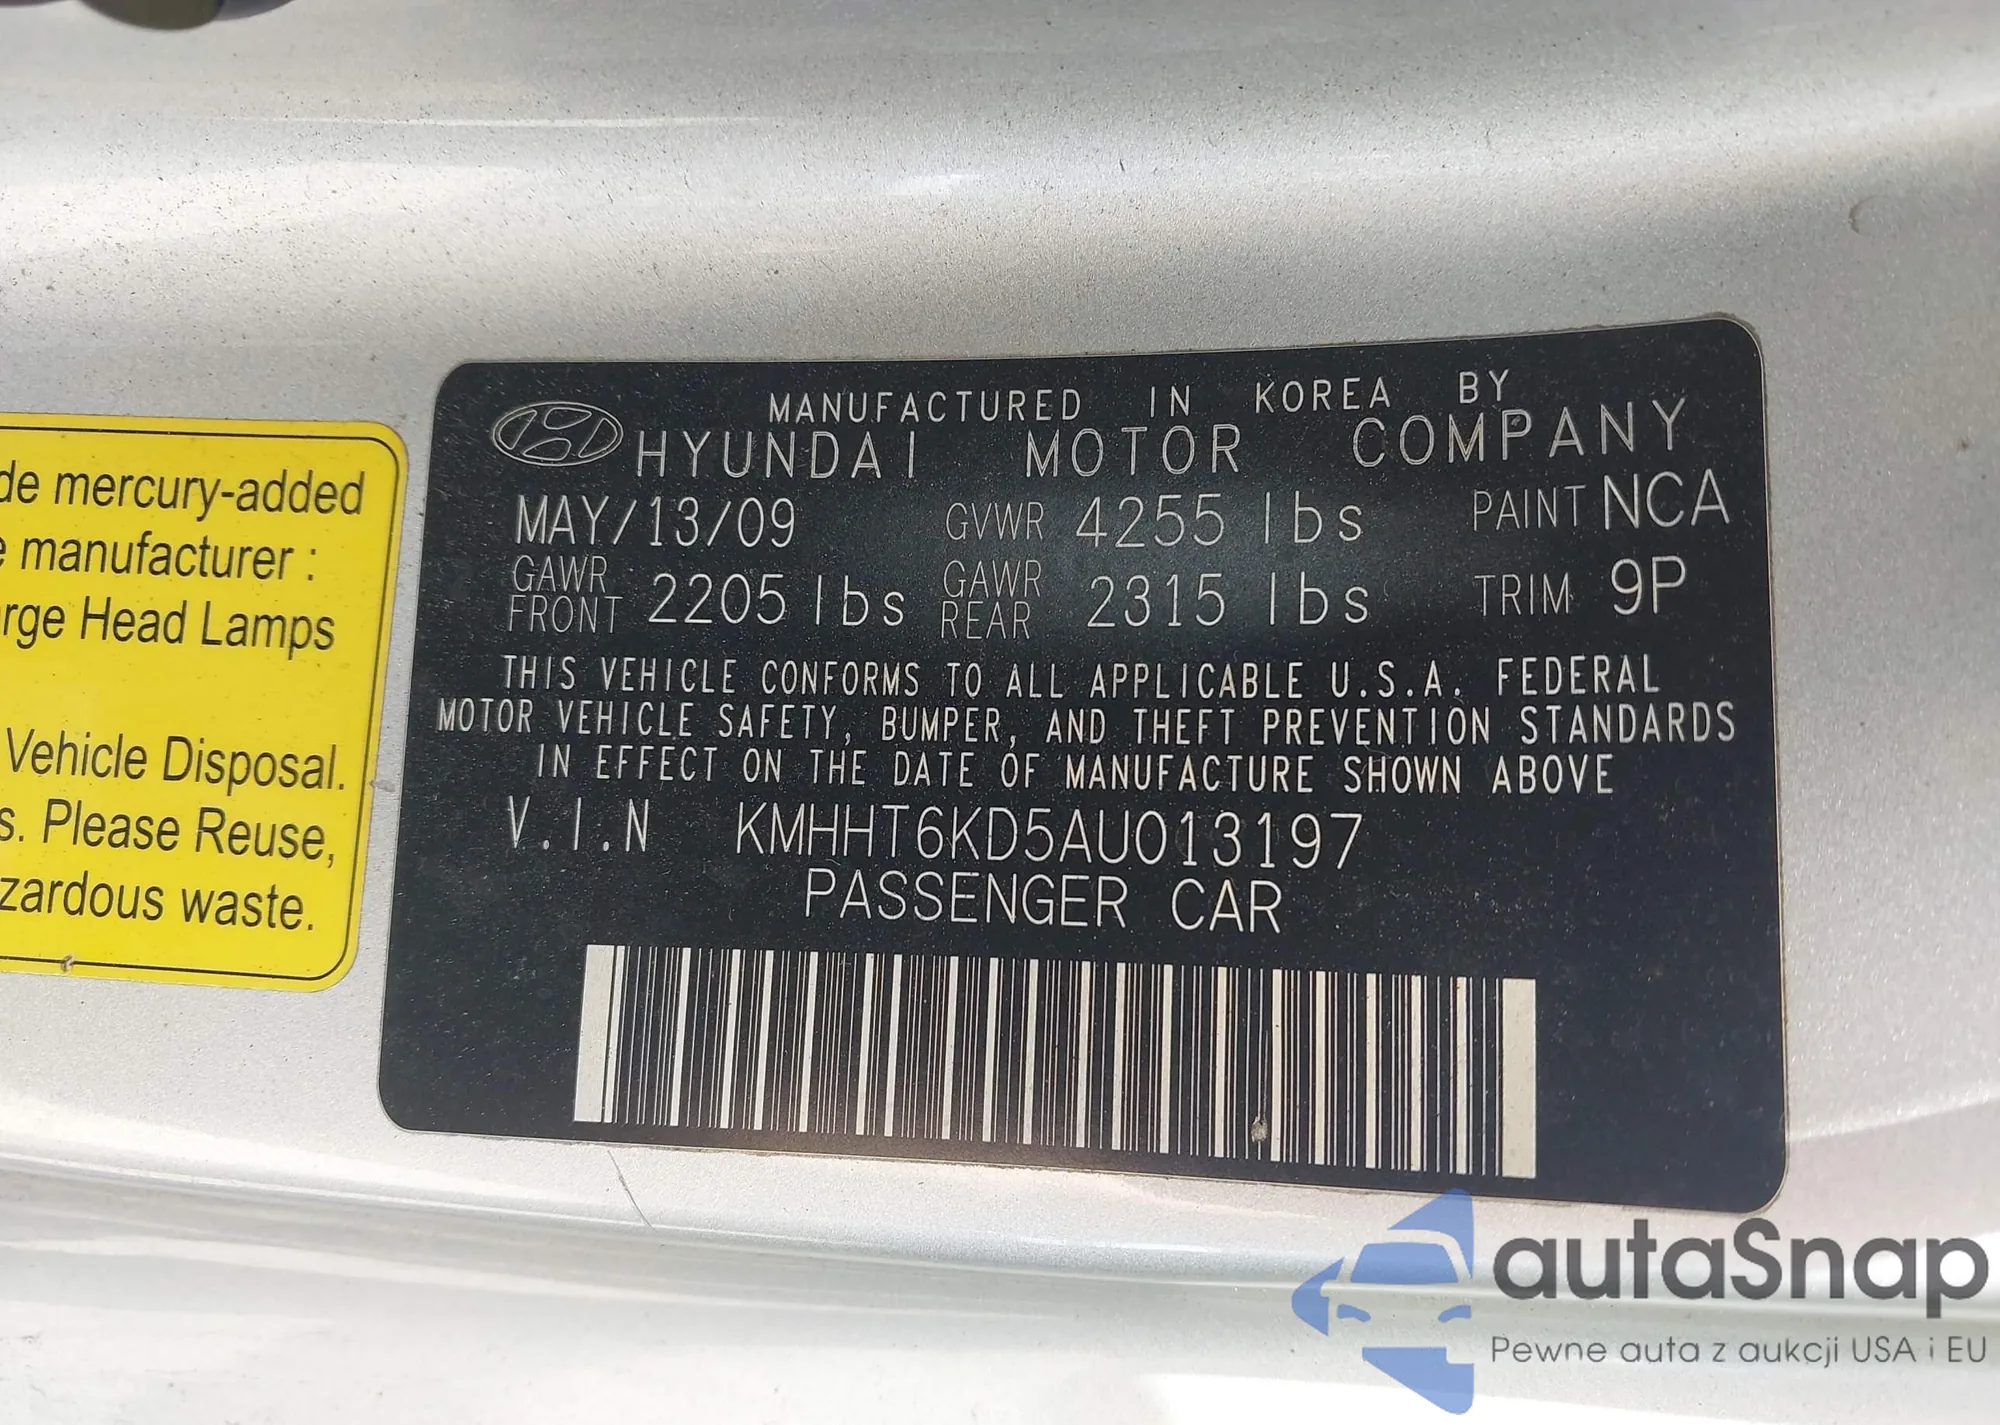 de mercury-added
e manufacturer :
rge Head Lamps
Vehicle Disposal.
s. Please Reuse,
zardous waste.
MANUFACTURED IN KOREA BY
HYUNDAI MOTOR COMPANY
MAY/13/09 GVWR 4255 lbs PAINT NCA
GAWR FRONT 2205 lbs GAWR REAR 2315 lbs TRIM 9P
THIS VEHICLE CONFORMS TO ALL APPLICABLE U.S.A. FEDERAL
MOTOR VEHICLE SAFETY, BUMPER, AND THEFT PREVENTION STANDARDS
IN EFFECT ON THE DATE OF MANUFACTURE SHOWN ABOVE
V.I.N KMHHT6KD5AU013197
PASSENGER CAR
autaSnap
Pewne auta z aukcji USA i EU